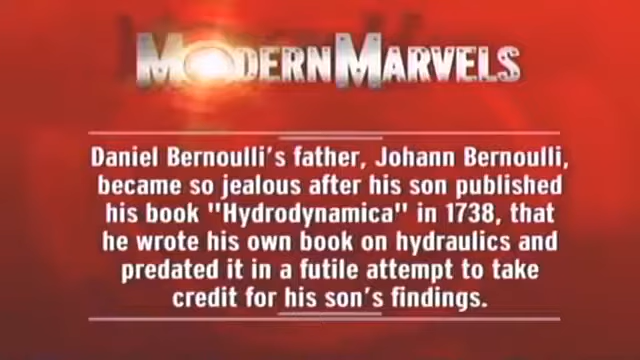 MODERN MARVELS
Daniel Bernoulli's father, Johann Bernoulli,
became so jealous after his son published
his book "Hydrodynamica" in 1738, that
he wrote his own book on hydraulics and
predated it in a futile attempt to take
credit for his son's findings.